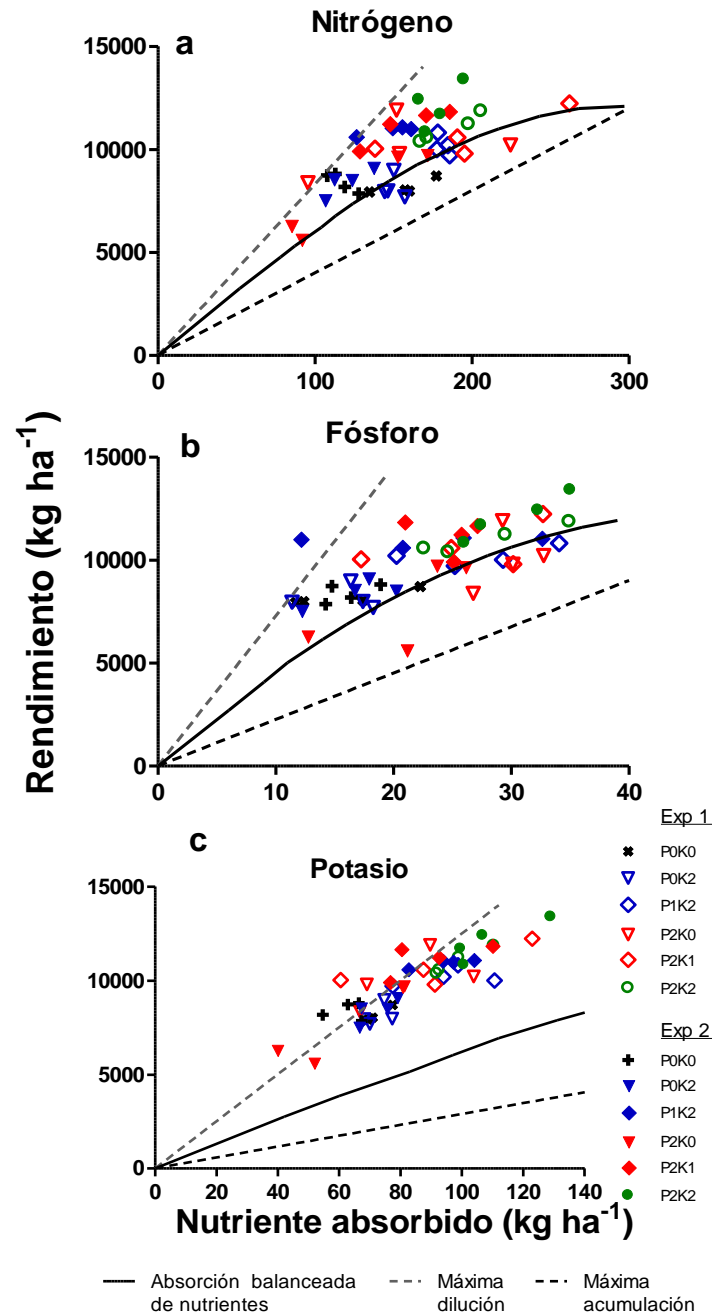 Nitrógeno
a
15000
10000
5000
0
0 100 200 300
Fósforo
b
15000
10000
5000
0
0 10 20 30 40
Potasio
c
15000
10000
5000
0
0 20 40 60 80 100 120 140
Rendimiento (kg ha⁻¹)
Nutriente absorbido (kg ha⁻¹)
Exp 1
P0K0
P0K2
P1K2
P2K0
P2K1
P2K2
Exp 2
P0K0
P0K2
P1K2
P2K0
P2K1
P2K2
Absorción balanceada
de nutrientes
Máxima
dilución
Máxima
acumulación